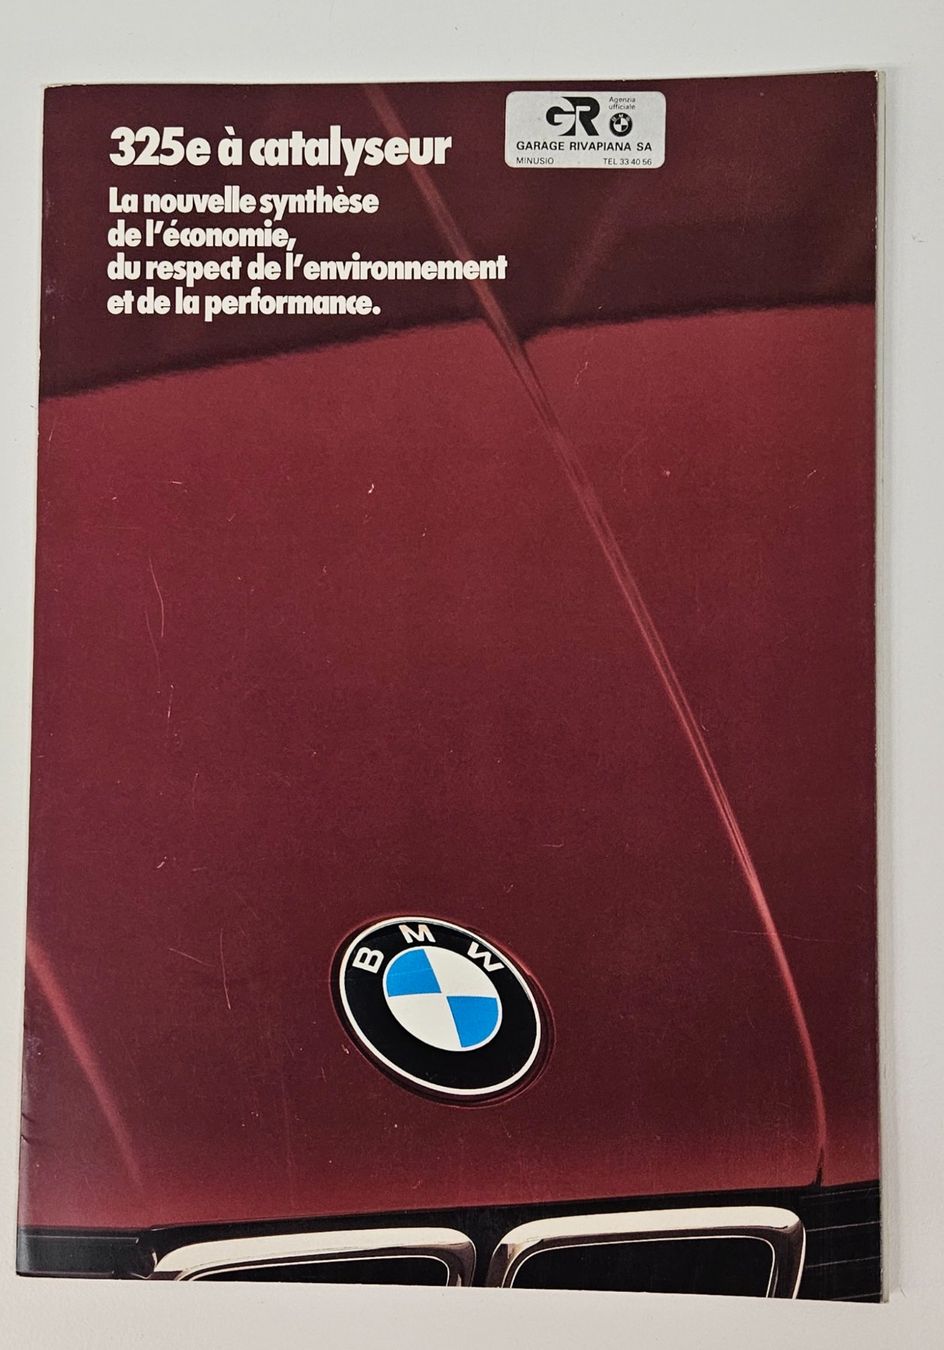 325e à catalyseur
La nouvelle synthèse
de l'économie,
du respect de l'environnement
et de la performance.
GR
Agenzia
ufficiale
GARAGE RIVAPIANA SA
MINUSIO TEL 33 40 56
BMW